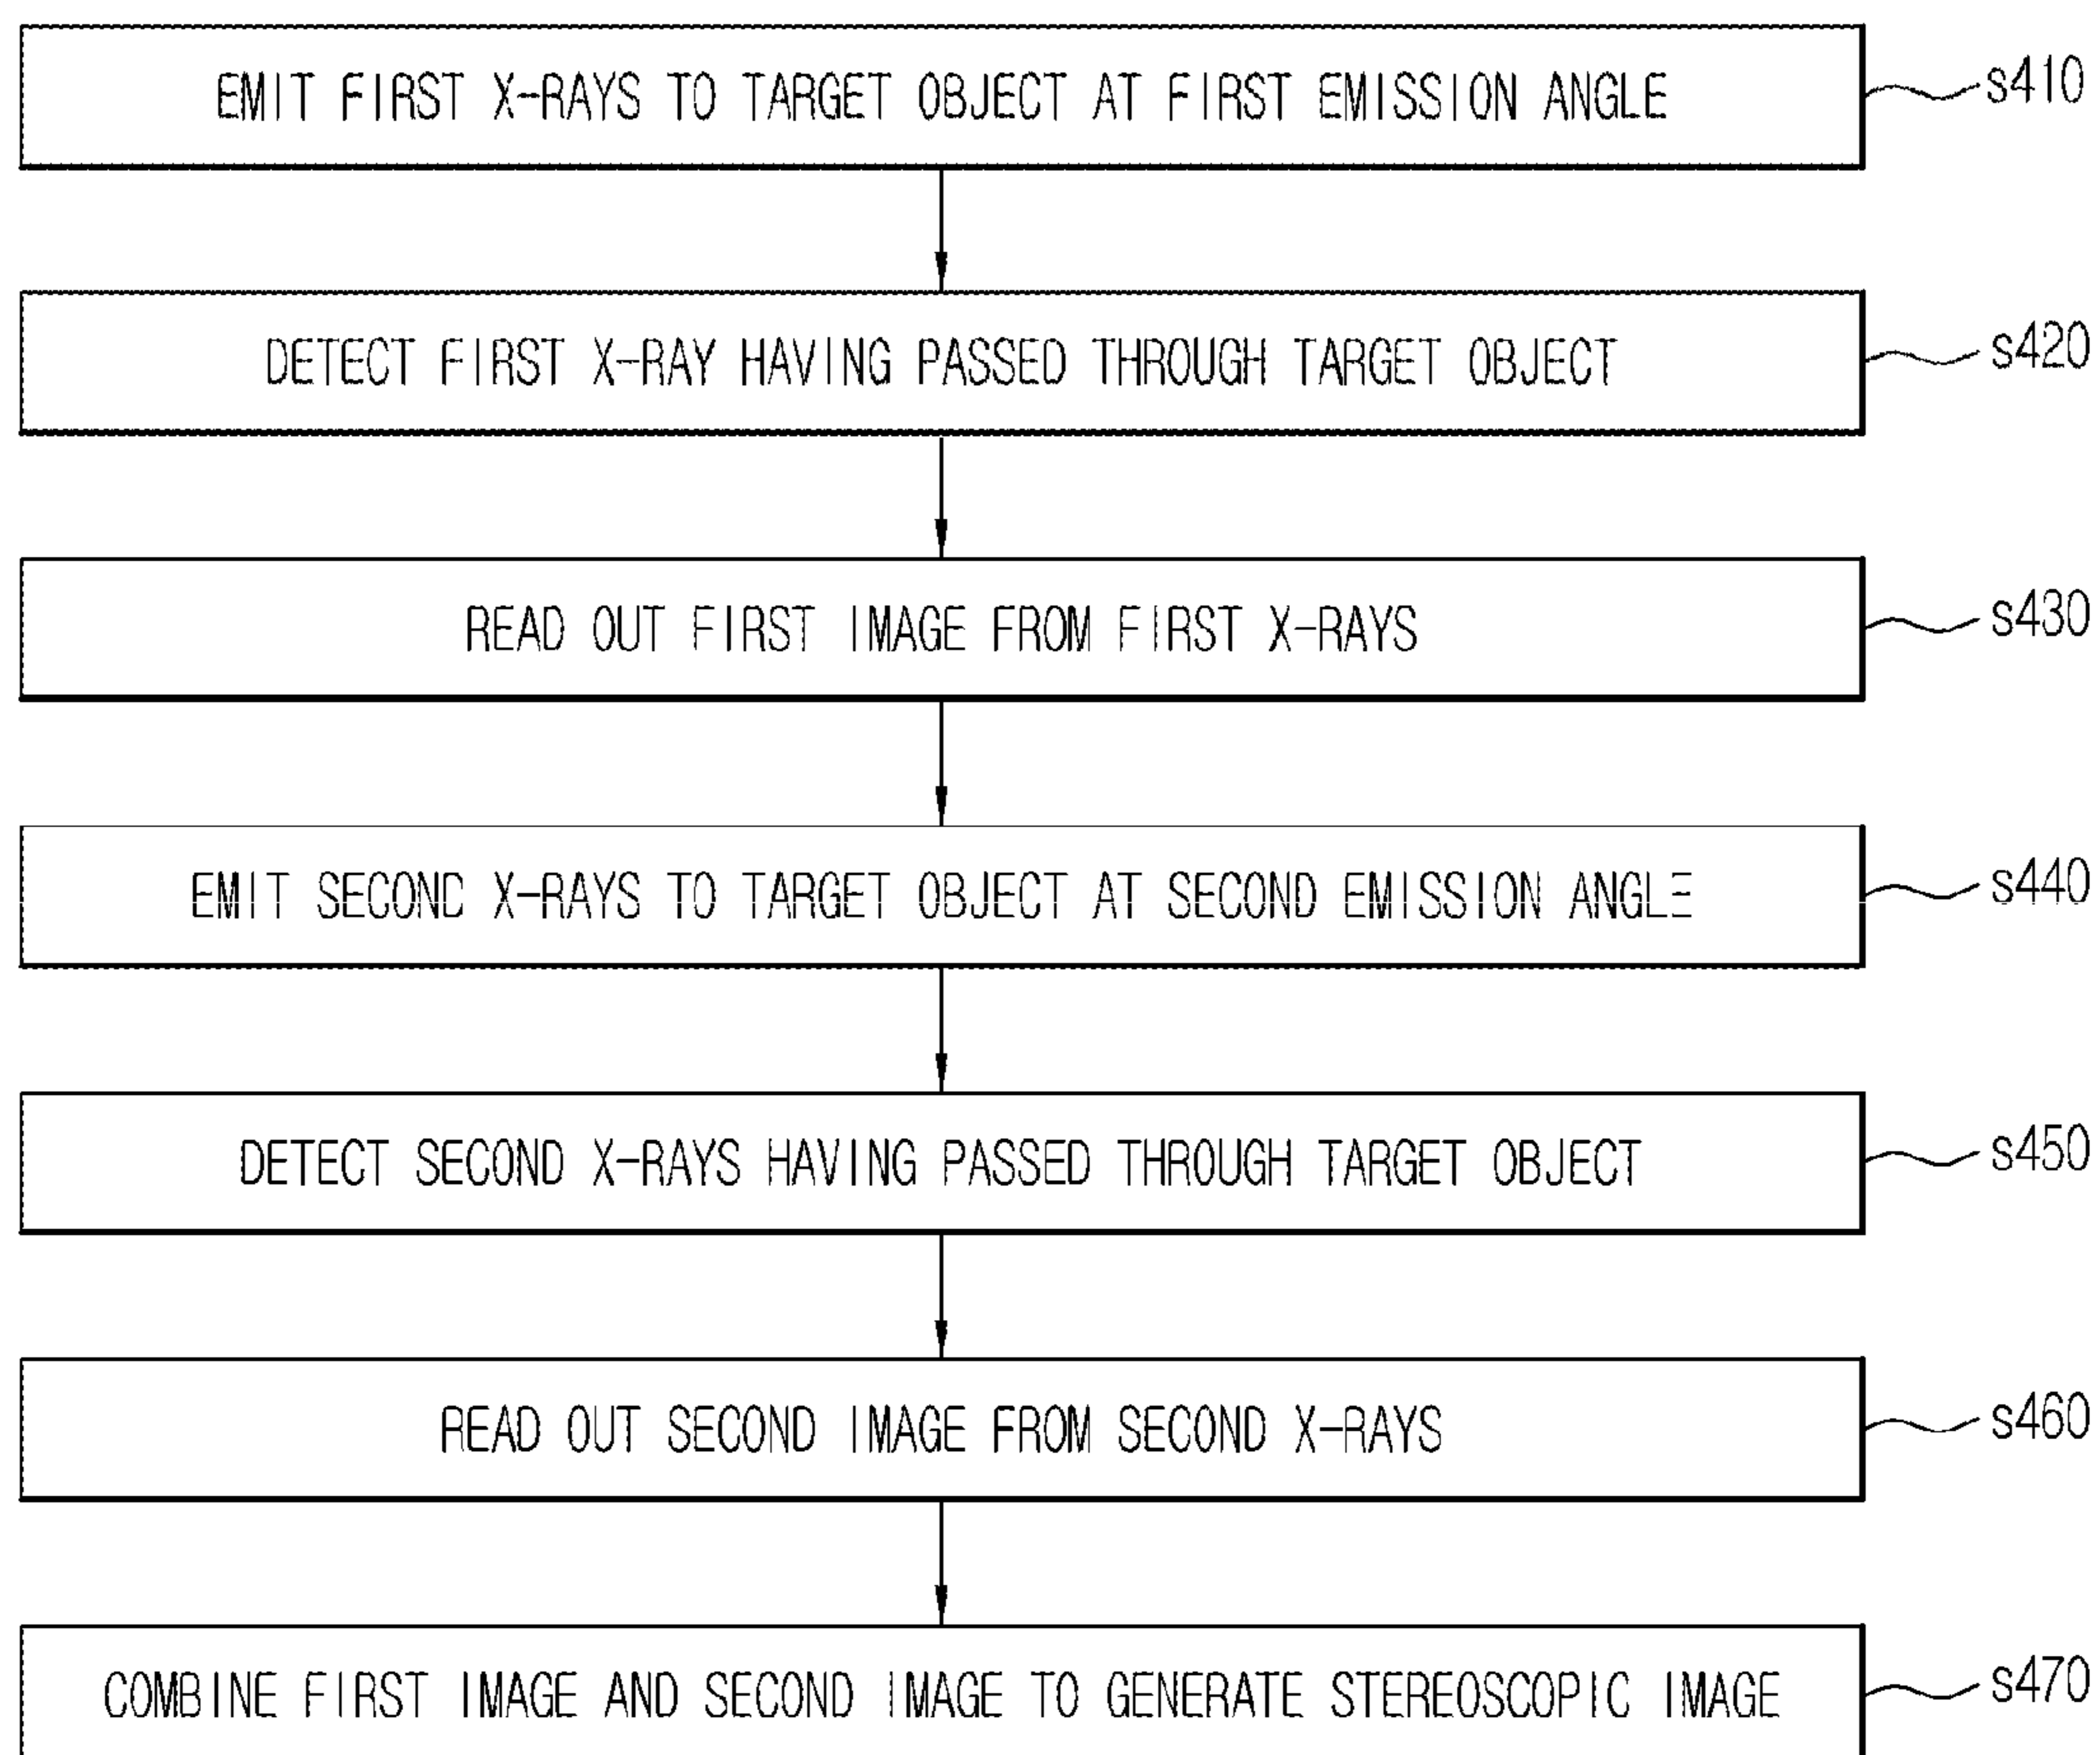 EMIT FIRST X-RAYS TO TARGET OBJECT AT FIRST EMISSION ANGLE s410
DETECT FIRST X-RAY HAVING PASSED THROUGH TARGET OBJECT s420
READ OUT FIRST IMAGE FROM FIRST X-RAYS s430
EMIT SECOND X-RAYS TO TARGET OBJECT AT SECOND EMISSION ANGLE s440
DETECT SECOND X-RAYS HAVING PASSED THROUGH TARGET OBJECT s450
READ OUT SECOND IMAGE FROM SECOND X-RAYS s460
COMBINE FIRST IMAGE AND SECOND IMAGE TO GENERATE STEREOSCOPIC IMAGE s470